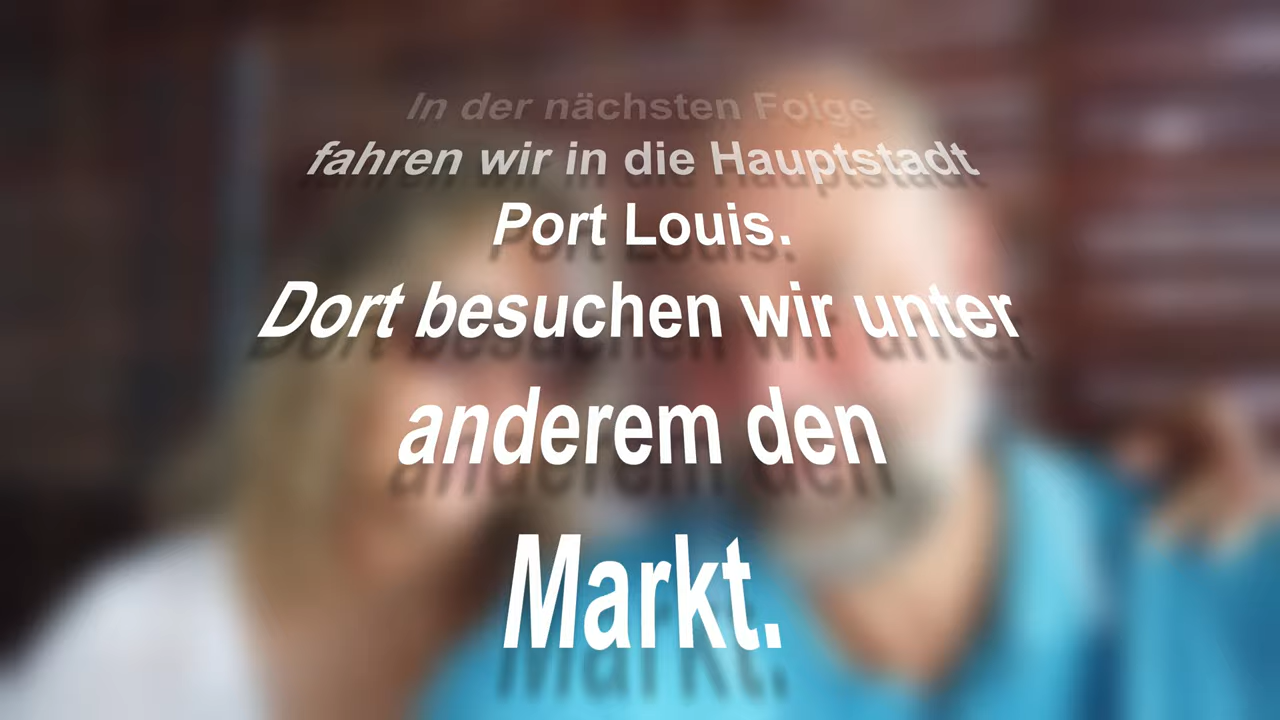 In der nächsten Folge
fahren wir in die Hauptstadt
Port Louis.
Dort besuchen wir unter
anderem den
Markt.